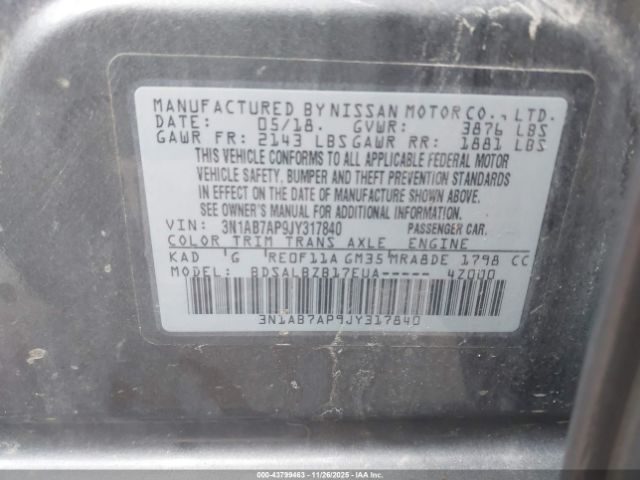 MANUFACTURED BY NISSAN MOTOR CO., LTD.
DATE: 05/18. GVWR: 3876 LBS
GAWR FR: 2143 LBS GAWR RR: 1881 LBS
THIS VEHICLE CONFORMS TO ALL APPLICABLE FEDERAL MOTOR
VEHICLE SAFETY, BUMPER AND THEFT PREVENTION STANDARDS
IN EFFECT ON THE DATE OF MANUFACTURE SHOWN ABOVE.
SEE OWNER'S MANUAL FOR ADDITIONAL INFORMATION.
VIN: 3N1AB7AP9JY317840 PASSENGER CAR.
COLOR TRIM TRANS AXLE ENGINE
KAD G RE0F11A GM35 MRA8DE 1798 CC
MODEL: BDSALBZB17EUA----- 4Z000
3N1AB7AP9JY317840
000-43799463 | 11/26/2025 | IAAI.COM